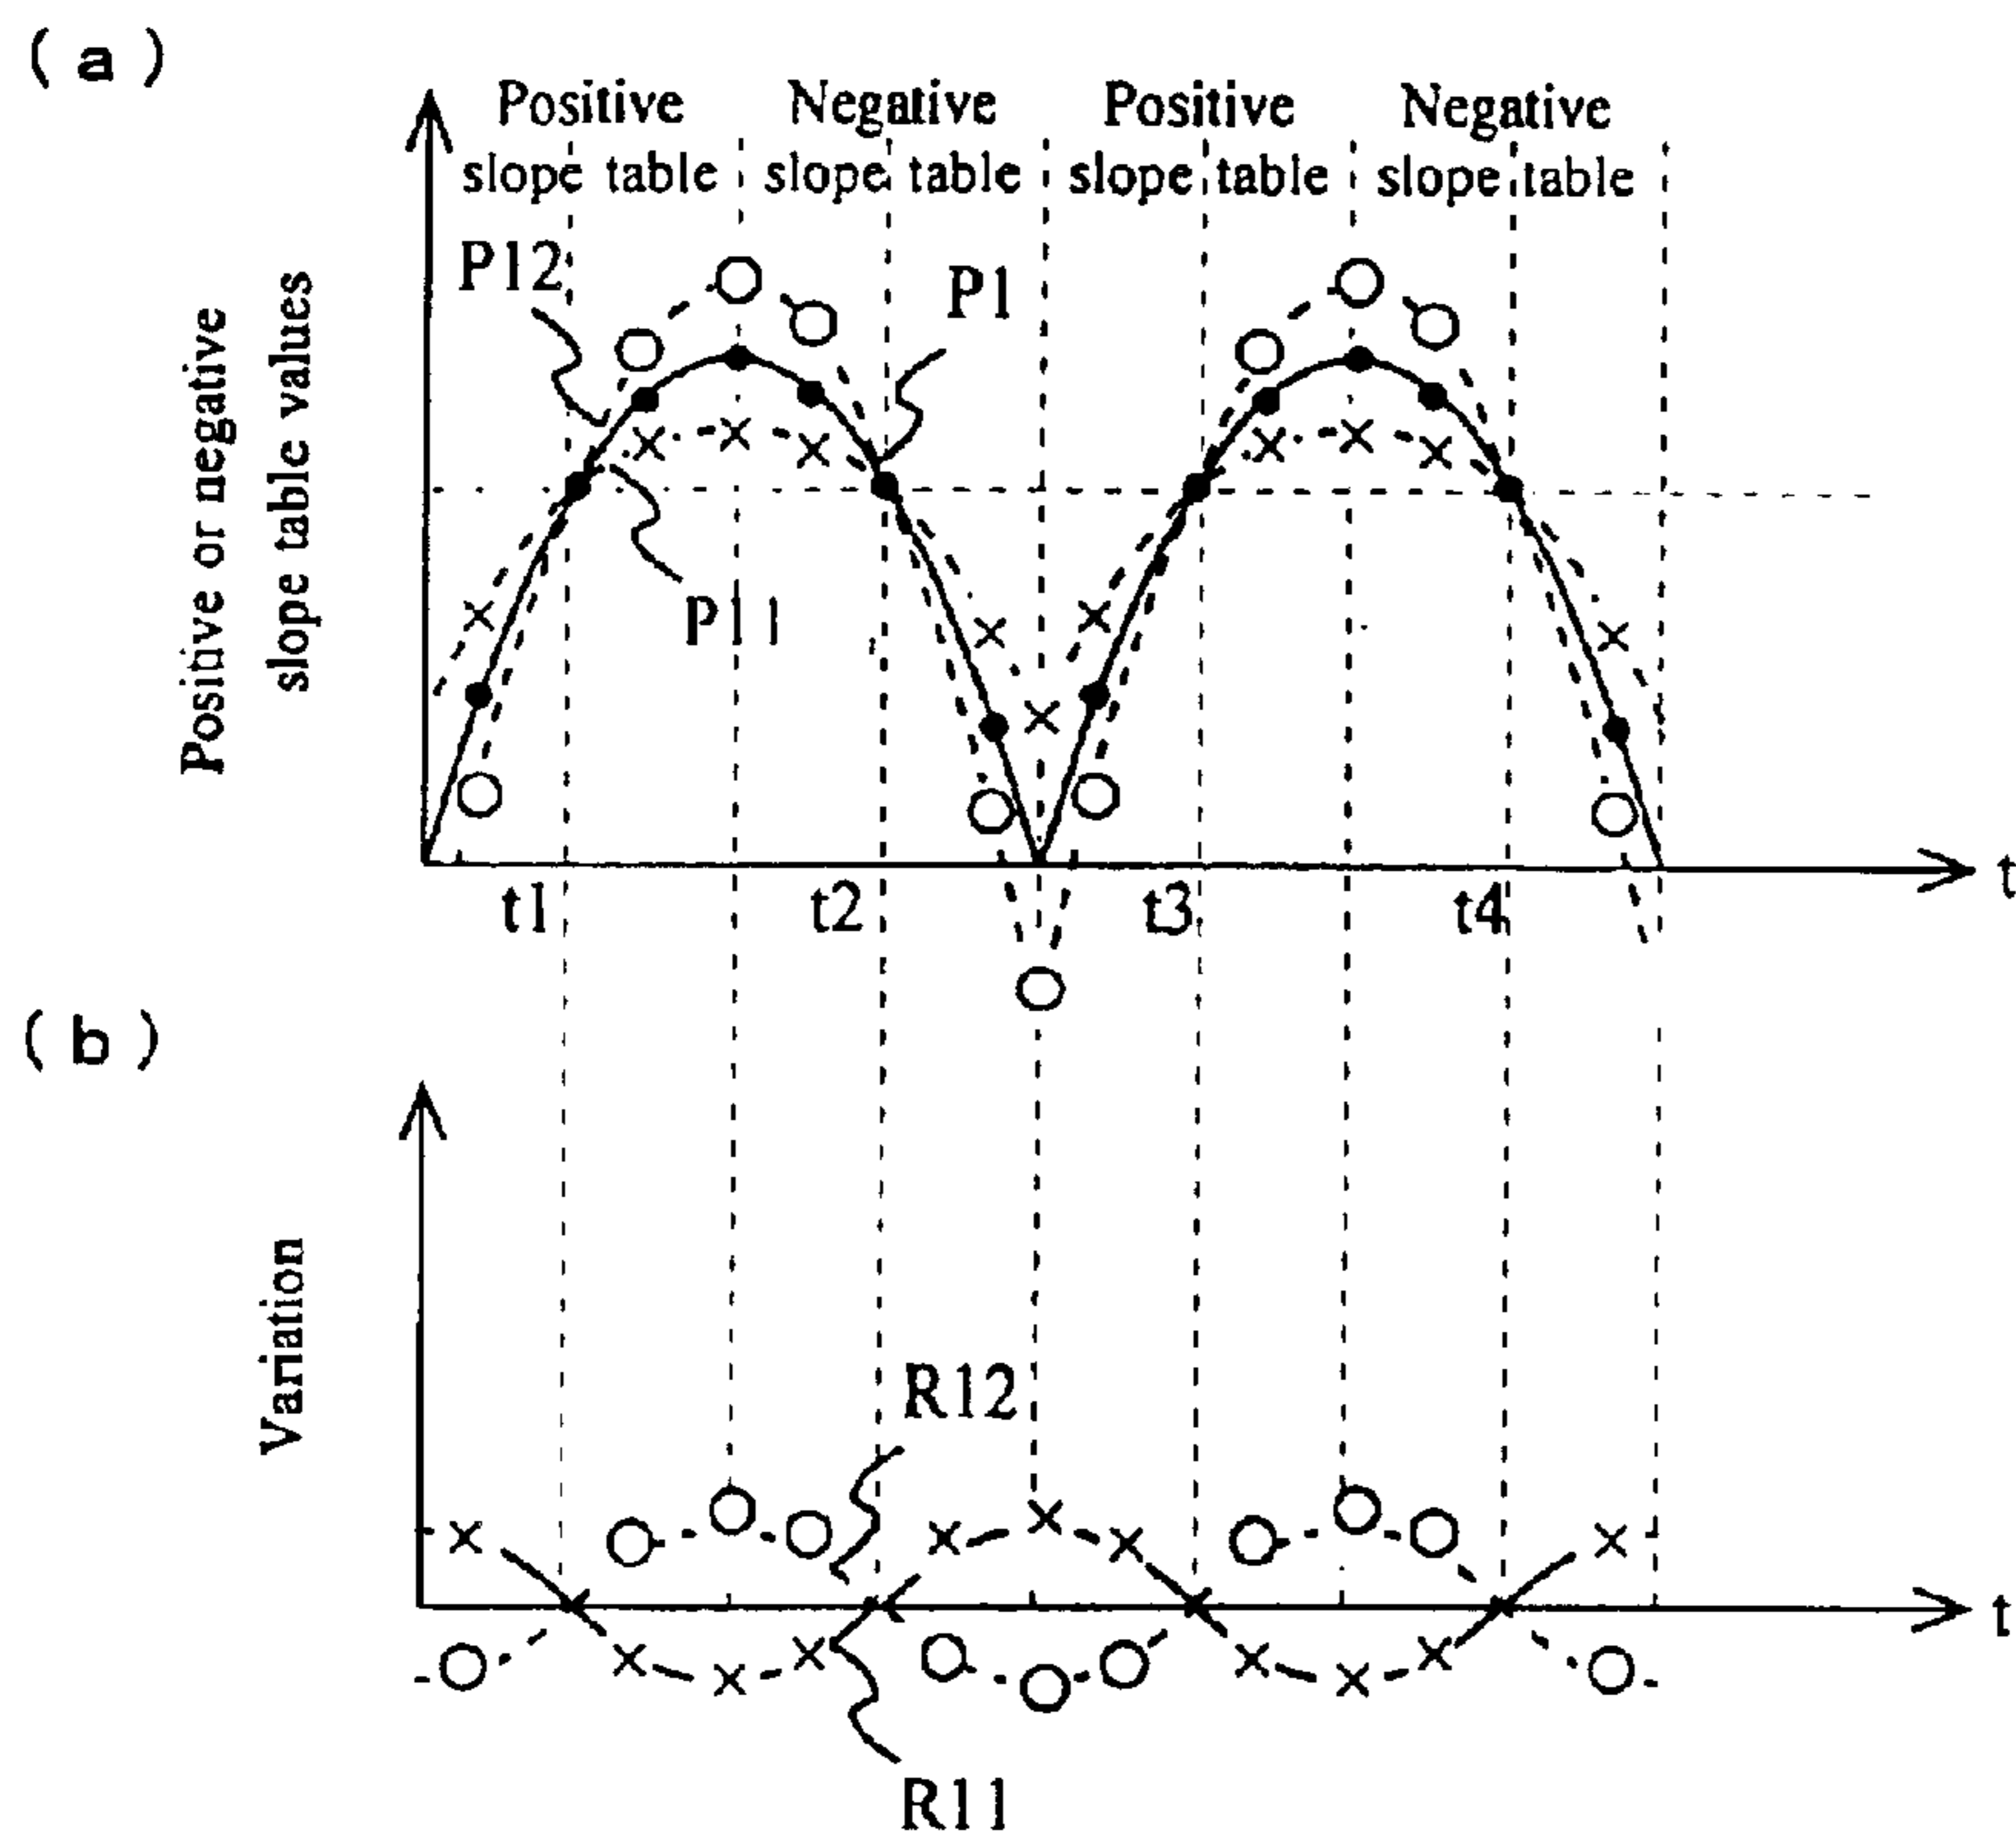 (a)
Positive
slope table
Negative
slope table
Positive
slope table
Negative
slope table
P12
P1
P11
Positive or negative
slope table values
t1
t2
t3
t4
t
(b)
Variation
R12
R11
t